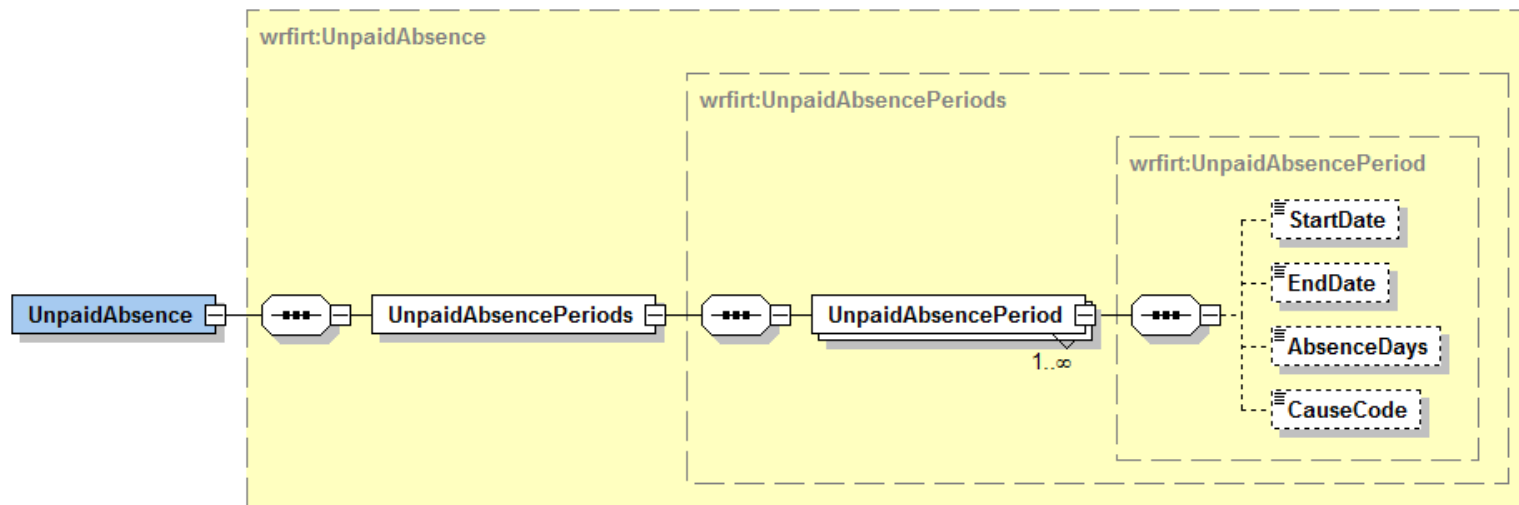 wrfirt:UnpaidAbsence
wrfirt:UnpaidAbsencePeriods
wrfirt:UnpaidAbsencePeriod
StartDate
EndDate
UnpaidAbsence
UnpaidAbsencePeriods
UnpaidAbsencePeriod
1..∞
AbsenceDays
CauseCode